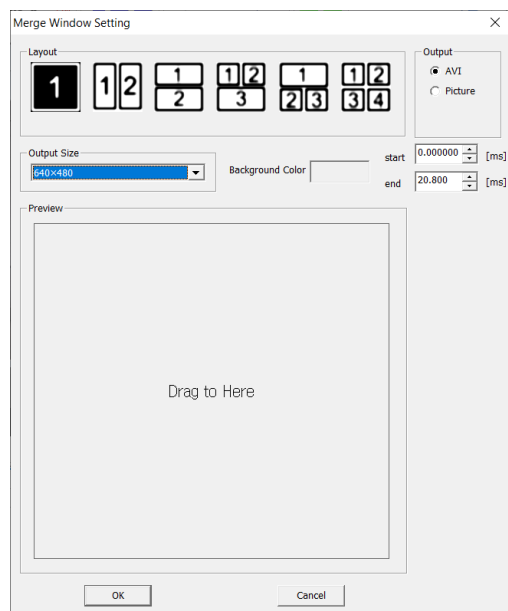 Merge Window Setting
Layout
1
1 2
1
2
1 2
3
1
2 3
1 2
3 4
Output
AVI
Picture
Output Size
640×480
Background Color
start 0.000000 [ms]
end 20.800 [ms]
Preview
Drag to Here
OK
Cancel